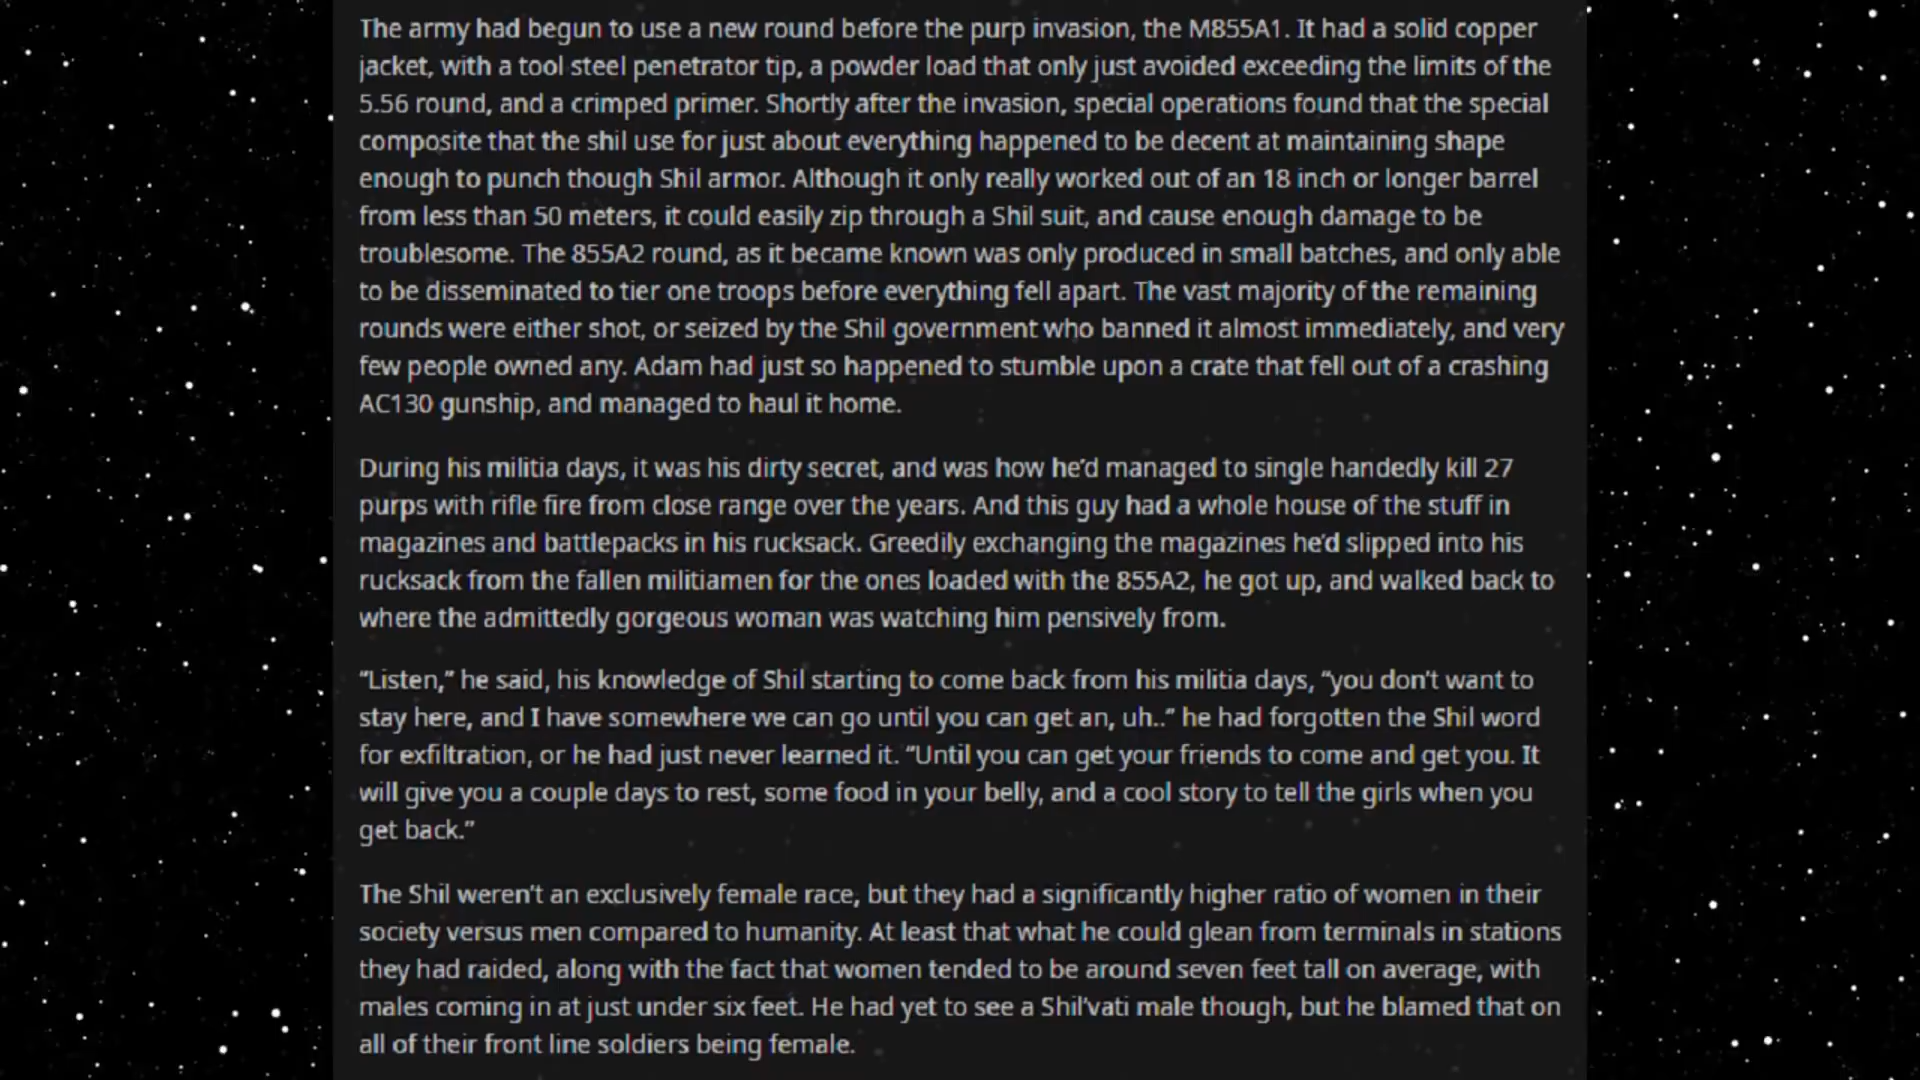 The army had begun to use a new round before the purp invasion, the M855A1. It had a solid copper
jacket, with a tool steel penetrator tip, a powder load that only just avoided exceeding the limits of the
5.56 round, and a crimped primer. Shortly after the invasion, special operations found that the special
composite that the shil use for just about everything happened to be decent at maintaining shape
enough to punch though Shil armor. Although it only really worked out of an 18 inch or longer barrel
from less than 50 meters, it could easily zip through a Shil suit, and cause enough damage to be
troublesome. The 855A2 round, as it became known was only produced in small batches, and only able
to be disseminated to tier one troops before everything fell apart. The vast majority of the remaining
rounds were either shot, or seized by the Shil government who banned it almost immediately, and very
few people owned any. Adam had just so happened to stumble upon a crate that fell out of a crashing
AC130 gunship, and managed to haul it home.
During his militia days, it was his dirty secret, and was how he’d managed to single handedly kill 27
purps with rifle fire from close range over the years. And this guy had a whole house of the stuff in
magazines and battlepacks in his rucksack. Greedily exchanging the magazines he’d slipped into his
rucksack from the fallen militiamen for the ones loaded with the 855A2, he got up, and walked back to
where the admittedly gorgeous woman was watching him pensively from.
“Listen,” he said, his knowledge of Shil starting to come back from his militia days, “you don’t want to
stay here, and I have somewhere we can go until you can get an, uh..” he had forgotten the Shil word
for exfiltration, or he had just never learned it. “Until you can get your friends to come and get you. It
will give you a couple days to rest, some food in your belly, and a cool story to tell the girls when you
get back.”
The Shil weren’t an exclusively female race, but they had a significantly higher ratio of women in their
society versus men compared to humanity. At least that what he could glean from terminals in stations
they had raided, along with the fact that women tended to be around seven feet tall on average, with
males coming in at just under six feet. He had yet to see a Shil’vati male though, but he blamed that on
all of their front line soldiers being female.